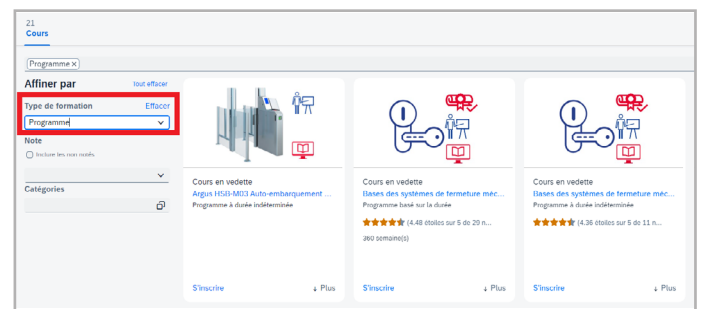 21
Cours
Programme ×
Affiner par
Tout effacer
Type de formation
Effacer
Programme
Note
Inclure les non notés
Catégories
Cours en vedette
Argus HSB-M03 Auto-embarquement ...
Programme à durée indéterminée
S'inscrire
↓ Plus
Cours en vedette
Bases des systèmes de fermeture méc...
Programme basé sur la durée
(4.48 étoiles sur 5 de 29 n...
360 semaine(s)
S'inscrire
↓ Plus
Cours en vedette
Bases des systèmes de fermeture méc...
Programme à durée indéterminée
(4.36 étoiles sur 5 de 11 n...
S'inscrire
↓ Plus